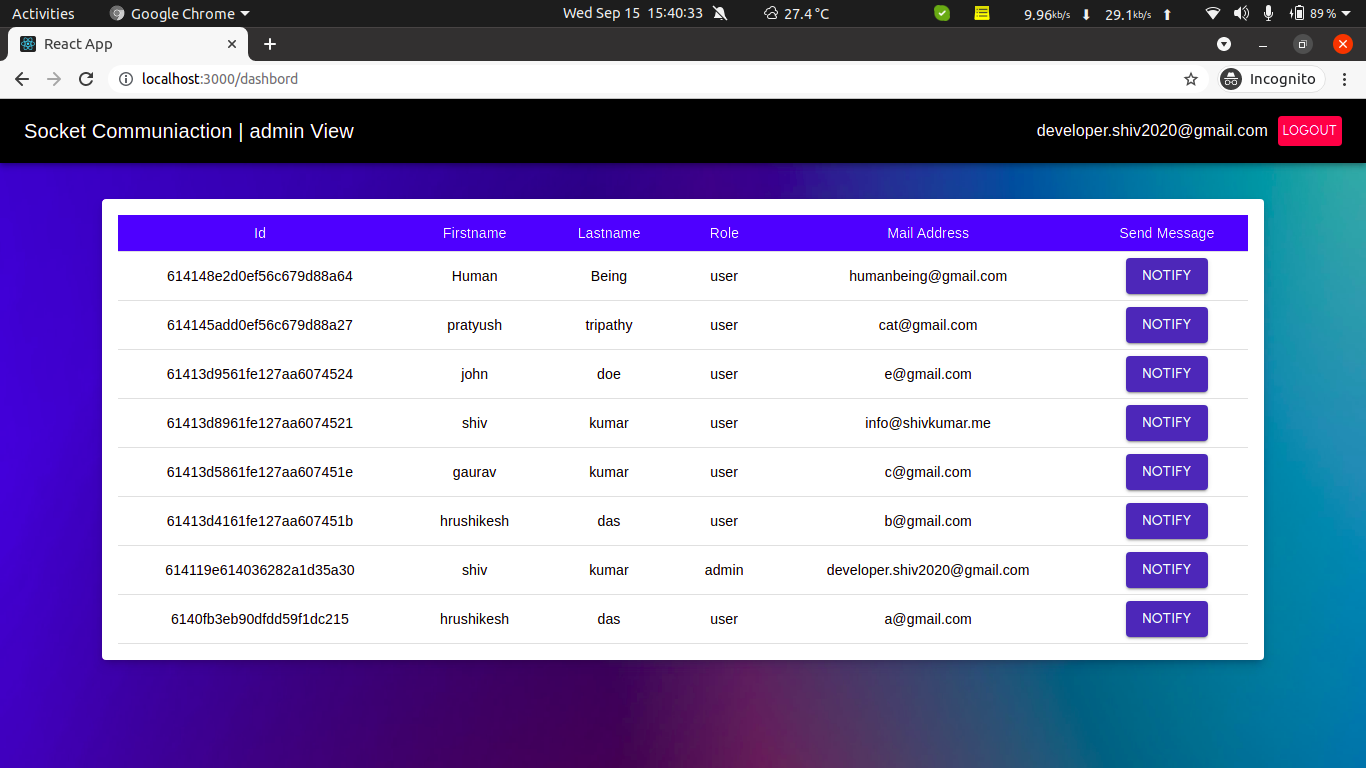 Activities Google Chrome Wed Sep 15 15:40:33 27.4 °C 9.96kb/s 29.1kb/s 89 %
React App
localhost:3000/dashbord Incognito
Socket Communiaction | admin View developer.shiv2020@gmail.com LOGOUT
Id Firstname Lastname Role Mail Address Send Message
614148e2d0ef56c679d88a64 Human Being user humanbeing@gmail.com NOTIFY
614145add0ef56c679d88a27 pratyush tripathy user cat@gmail.com NOTIFY
61413d9561fe127aa6074524 john doe user e@gmail.com NOTIFY
61413d8961fe127aa6074521 shiv kumar user info@shivkumar.me NOTIFY
61413d5861fe127aa607451e gaurav kumar user c@gmail.com NOTIFY
61413d4161fe127aa607451b hrushikesh das user b@gmail.com NOTIFY
614119e614036282a1d35a30 shiv kumar admin developer.shiv2020@gmail.com NOTIFY
6140fb3eb90dfdd59f1dc215 hrushikesh das user a@gmail.com NOTIFY